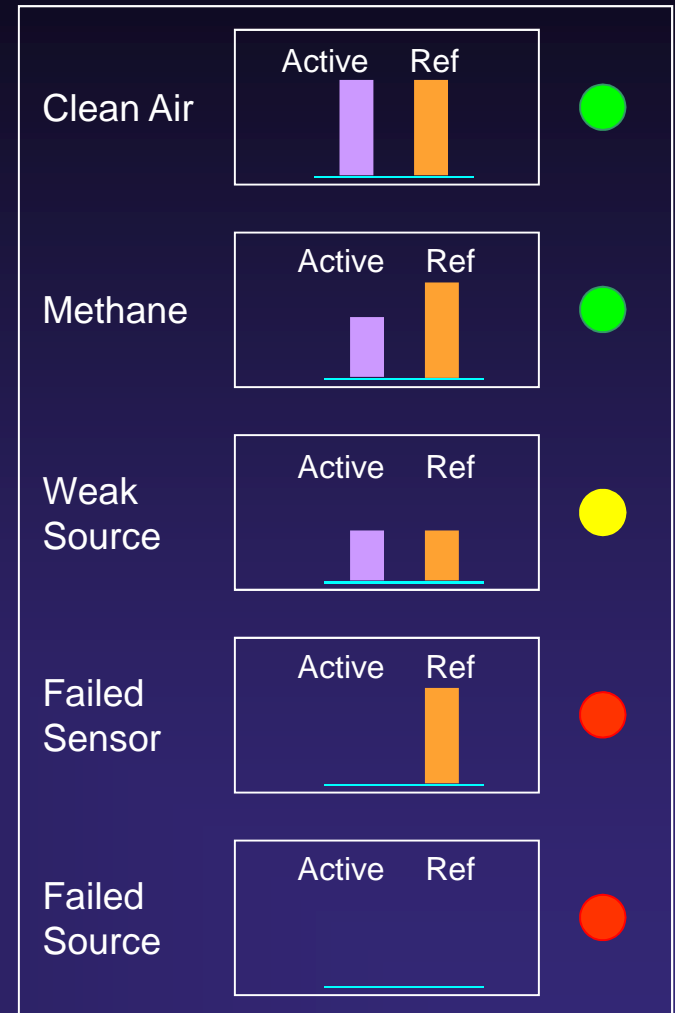 Active Ref
Clean Air
Active Ref
Methane
Active Ref
Weak
Source
Active Ref
Failed
Sensor
Active Ref
Failed
Source